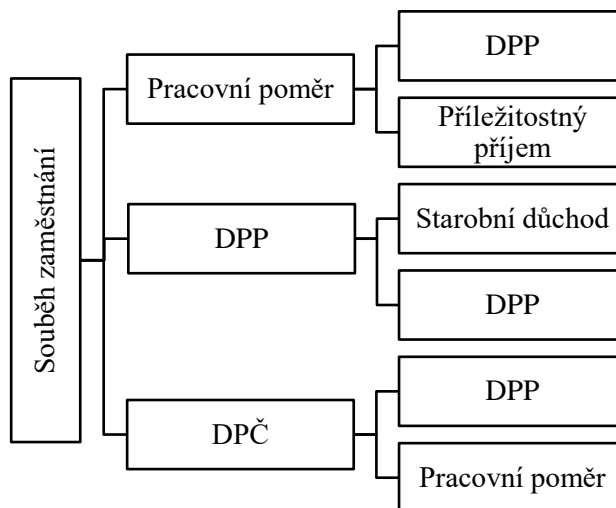 Souběh zaměstnání
Pracovní poměr
DPP
Příležitostný
příjem
DPP
Starobní důchod
DPP
DPČ
DPP
Pracovní poměr